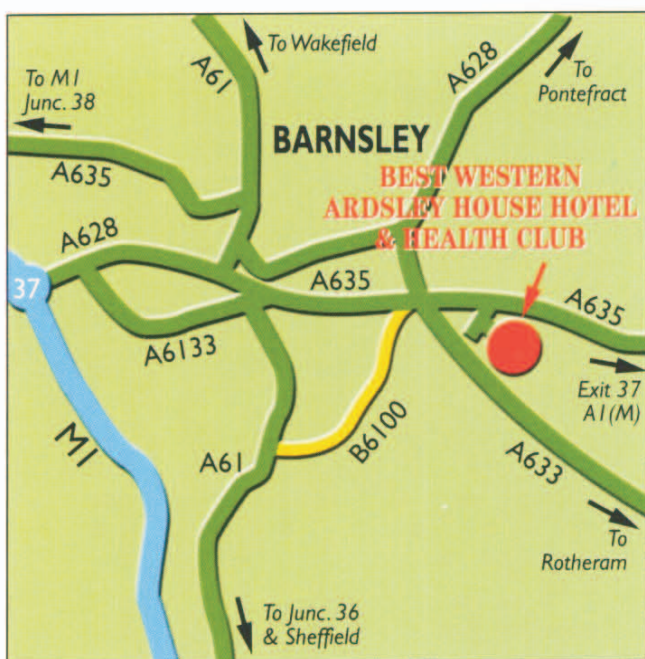 To Wakefield
A61
A628
To
Pontefract
To M1
Junc. 38
BARNSLEY
A635
BEST WESTERN
ARDSLEY HOUSE HOTEL
& HEALTH CLUB
A628
A635
A635
37
A6133
Exit 37
A1(M)
M1
A61
B6100
A633
To
Rotheram
To Junc. 36
& Sheffield